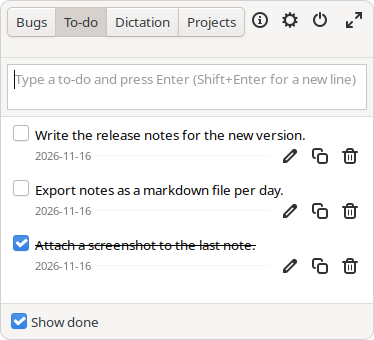 Bugs To-do Dictation Projects
Type a to-do and press Enter (Shift+Enter for a new line)
Write the release notes for the new version.
2026-11-16
Export notes as a markdown file per day.
2026-11-16
Attach a screenshot to the last note.
2026-11-16
Show done